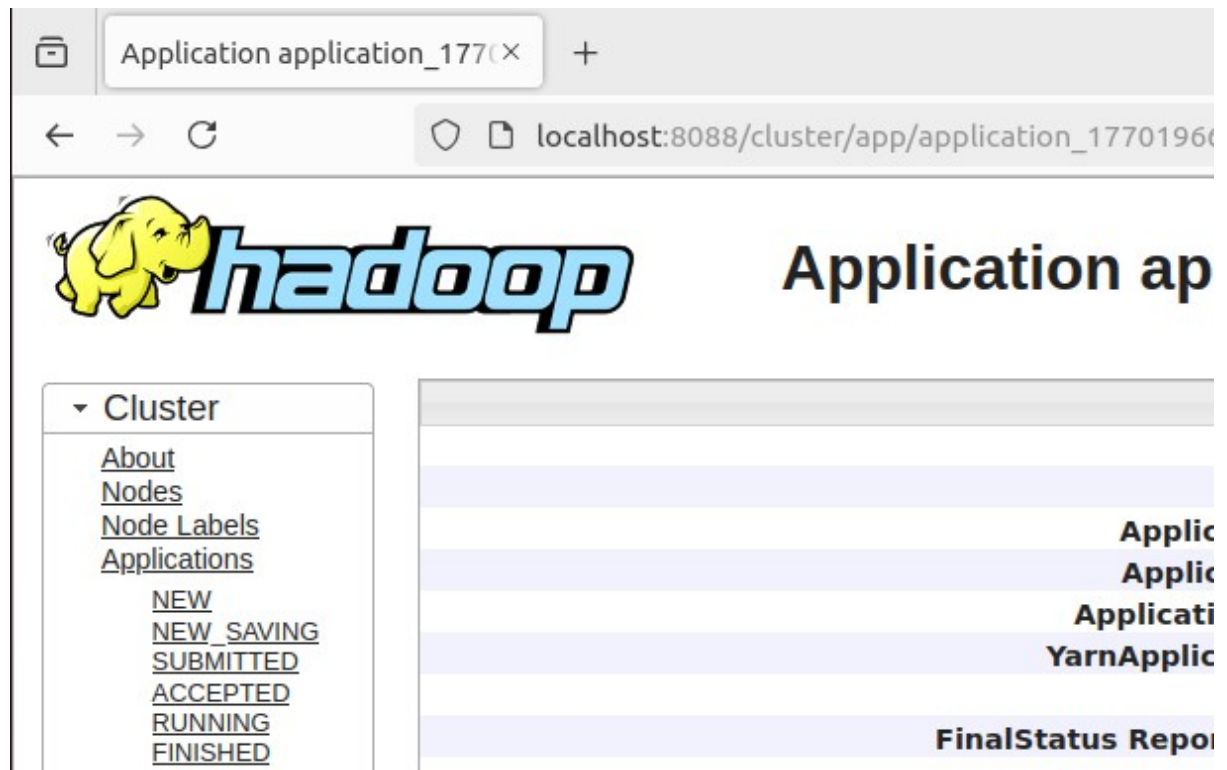 Application application_177
localhost:8088/cluster/app/application_1770196
hadoop
Application ap
Cluster
About
Nodes
Node Labels
Applications
NEW
NEW_SAVING
SUBMITTED
ACCEPTED
RUNNING
FINISHED
Applic
Applic
Applicati
YarnApplic
FinalStatus Repor